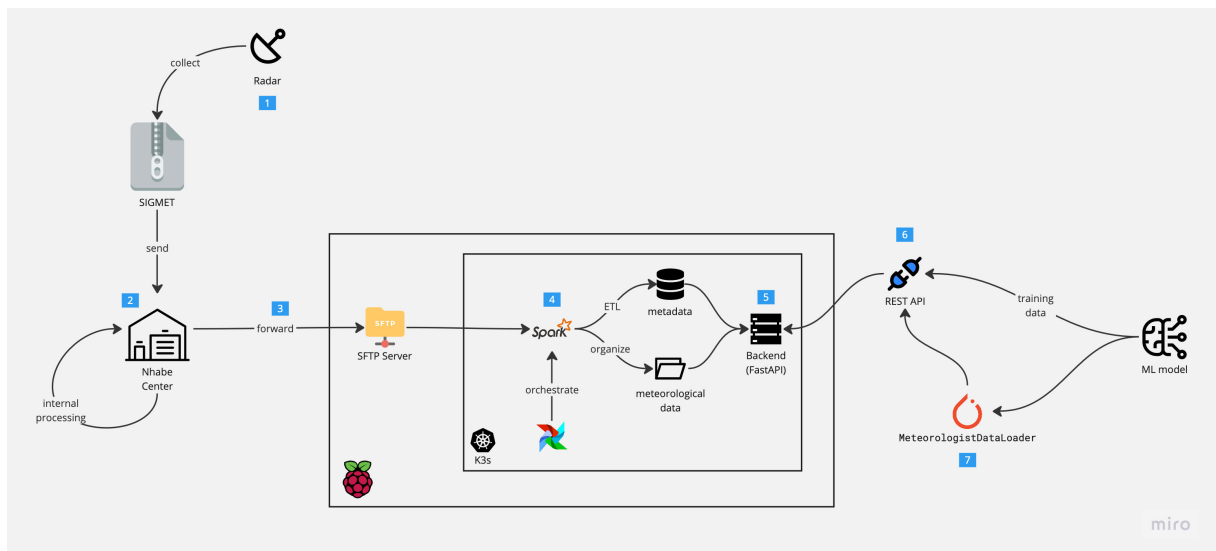 collect
Radar
1
SIGMET
send
2
3
forward
Nhabe
Center
internal
processing
SFTP
SFTP Server
4
Spark
ETL
organize
orchestrate
metadata
meteorological
data
5
Backend
(FastAPI)
K3s
6
REST API
training
data
ML model
MeteorologistDataLoader
7
miro